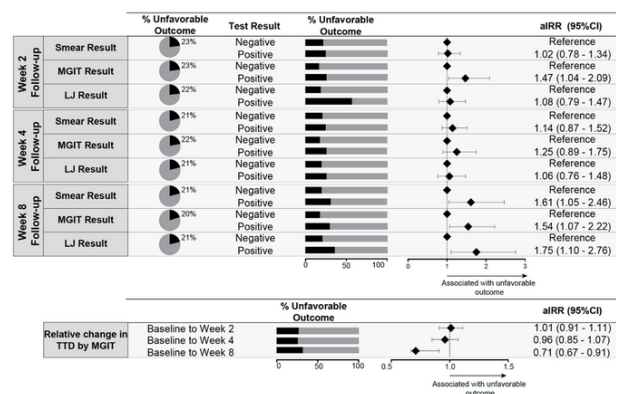 % Unfavorable Outcome Test Result % Unfavorable Outcome aIRR (95%CI)
Week 2 Follow-up
Smear Result 23% Negative Reference
Positive 1.02 (0.78 - 1.34)
MGIT Result 23% Negative Reference
Positive 1.47 (1.04 - 2.09)
LJ Result 22% Negative Reference
Positive 1.08 (0.79 - 1.47)
Week 4 Follow-up
Smear Result 21% Negative Reference
Positive 1.14 (0.87 - 1.52)
MGIT Result 22% Negative Reference
Positive 1.25 (0.89 - 1.75)
LJ Result 21% Negative Reference
Positive 1.06 (0.76 - 1.48)
Week 8 Follow-up
Smear Result 21% Negative Reference
Positive 1.61 (1.05 - 2.46)
MGIT Result 20% Negative Reference
Positive 1.54 (1.07 - 2.22)
LJ Result 21% Negative Reference
Positive 1.75 (1.10 - 2.76)
0 50 100 0 1 2 3
Associated with unfavorable
outcome
% Unfavorable
Outcome aIRR (95%CI)
Relative change in
TTD by MGIT
Baseline to Week 2 1.01 (0.91 - 1.11)
Baseline to Week 4 0.96 (0.85 - 1.07)
Baseline to Week 8 0.71 (0.67 - 0.91)
0 50 100 0.5 1.0 1.5
Associated with unfavorable
outcome